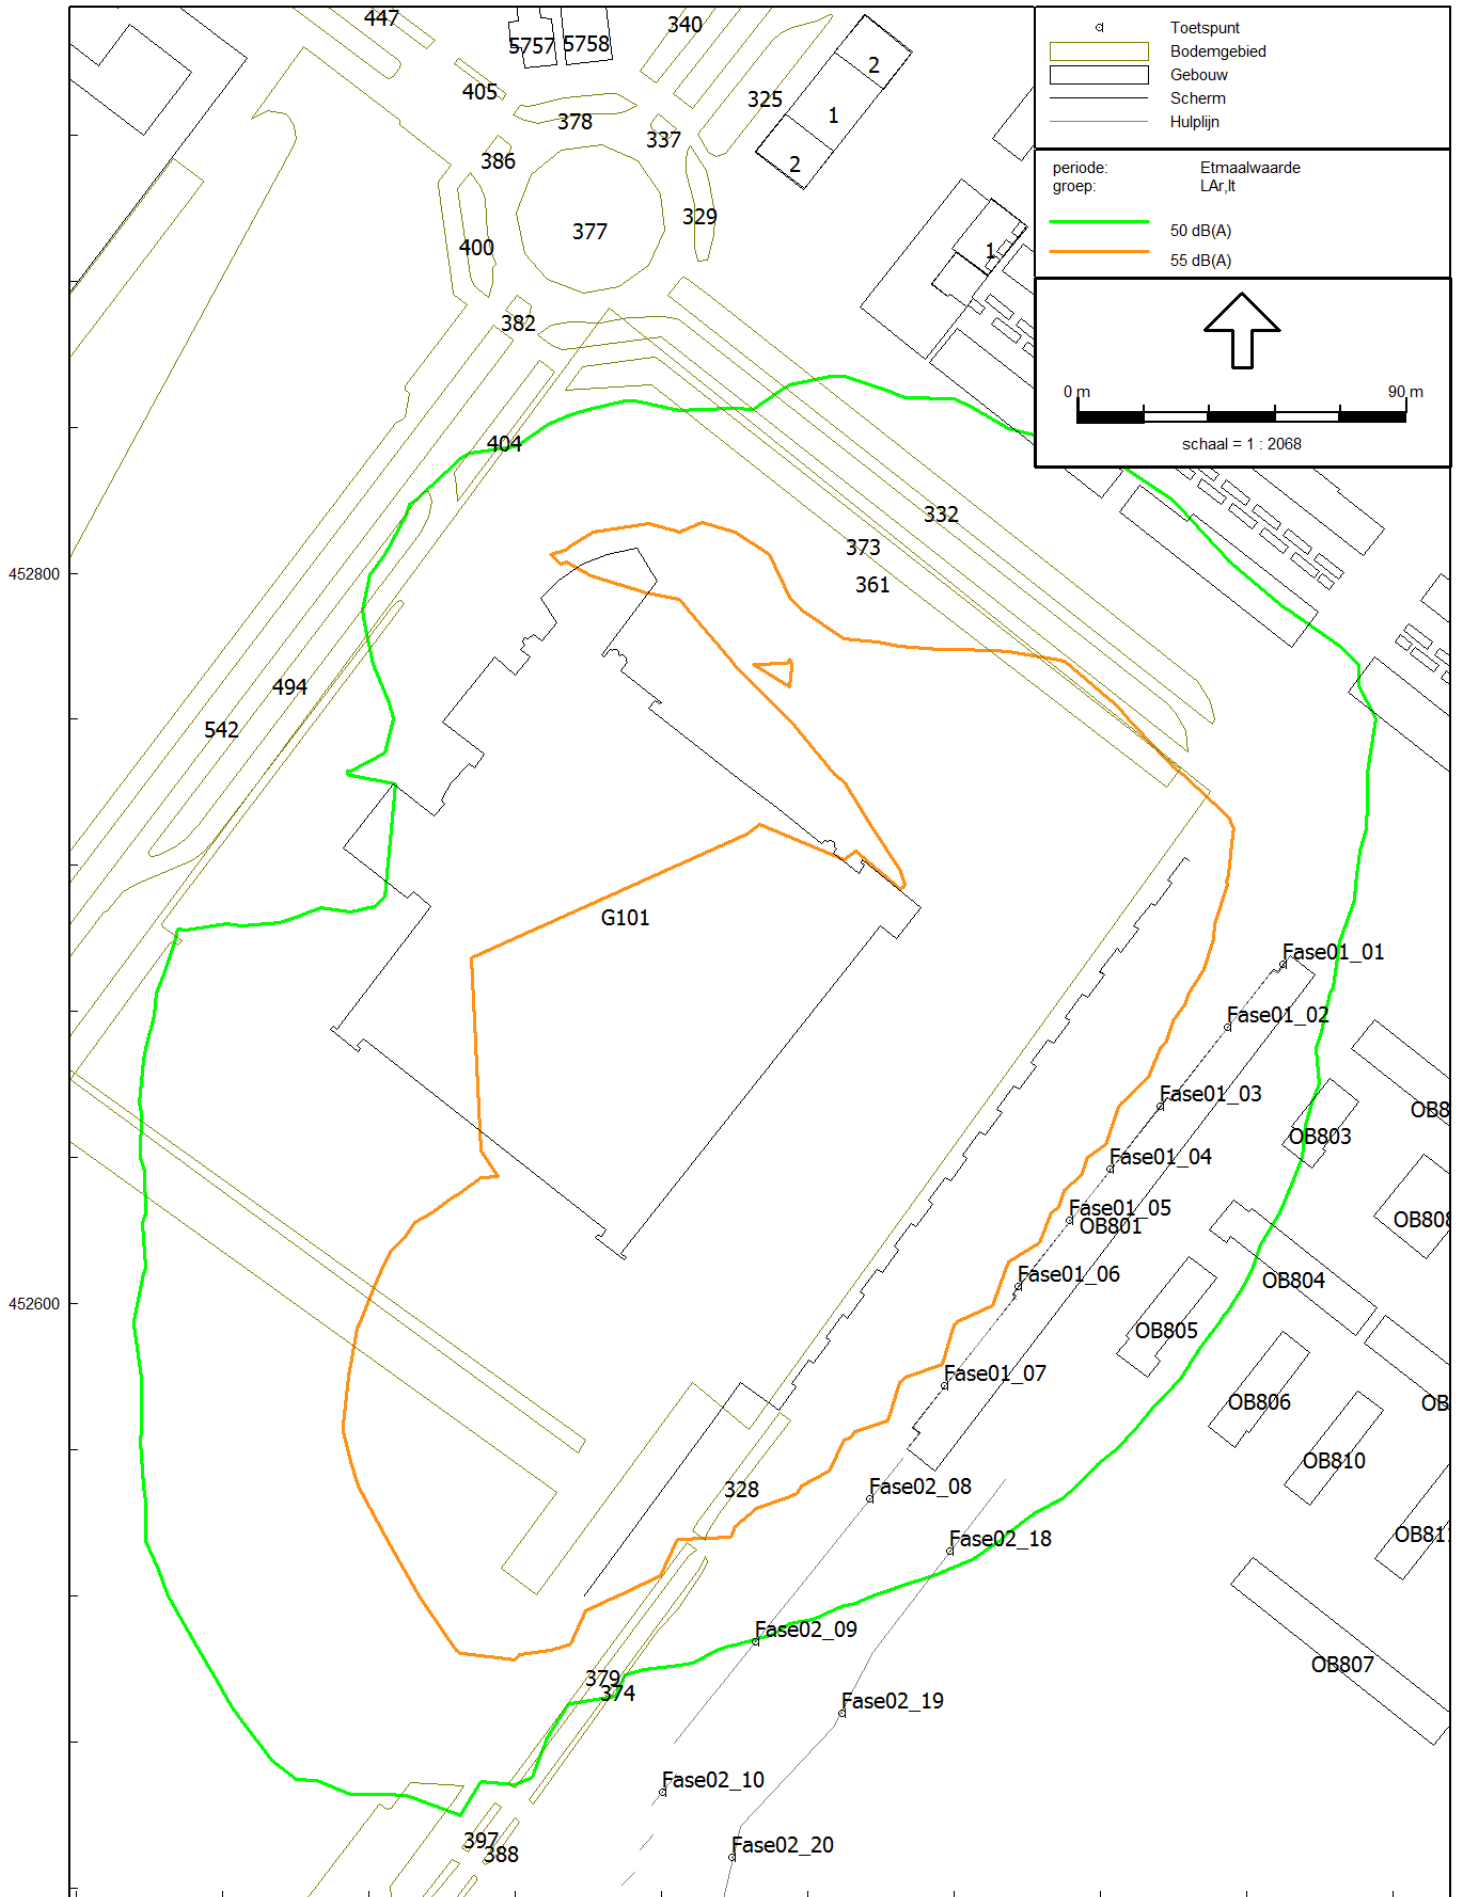 447
340
5757
5758
2
405
325
1
378
337
386
2
329
377
400
1
382
Toetspunt
Bodemgebied
Gebouw
Scherm
Hulplijn
periode: Etmaalwaarde
groep: LAr,lt
50 dB(A)
55 dB(A)
0 m 90 m
schaal = 1 : 2068
404
332
373
361
452800
494
542
G101
Fase01_01
Fase01_02
Fase01_03
OB8
OB803
Fase01_04
Fase01_05
OB801
OB808
Fase01_06
OB804
452600
OB805
Fase01_07
OB806
OB
OB810
328
Fase02_08
OB811
Fase02_18
Fase02_09
OB807
379
374
Fase02_19
Fase02_10
397
388
Fase02_20